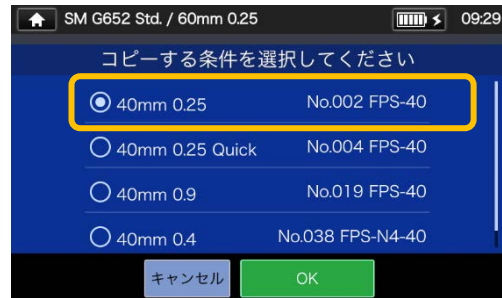 SM G652 Std. / 60mm 0.25 09:29
コピーする条件を選択してください
40mm 0.25 No.002 FPS-40
40mm 0.25 Quick No.004 FPS-40
40mm 0.9 No.019 FPS-40
40mm 0.4 No.038 FPS-N4-40
キャンセル OK